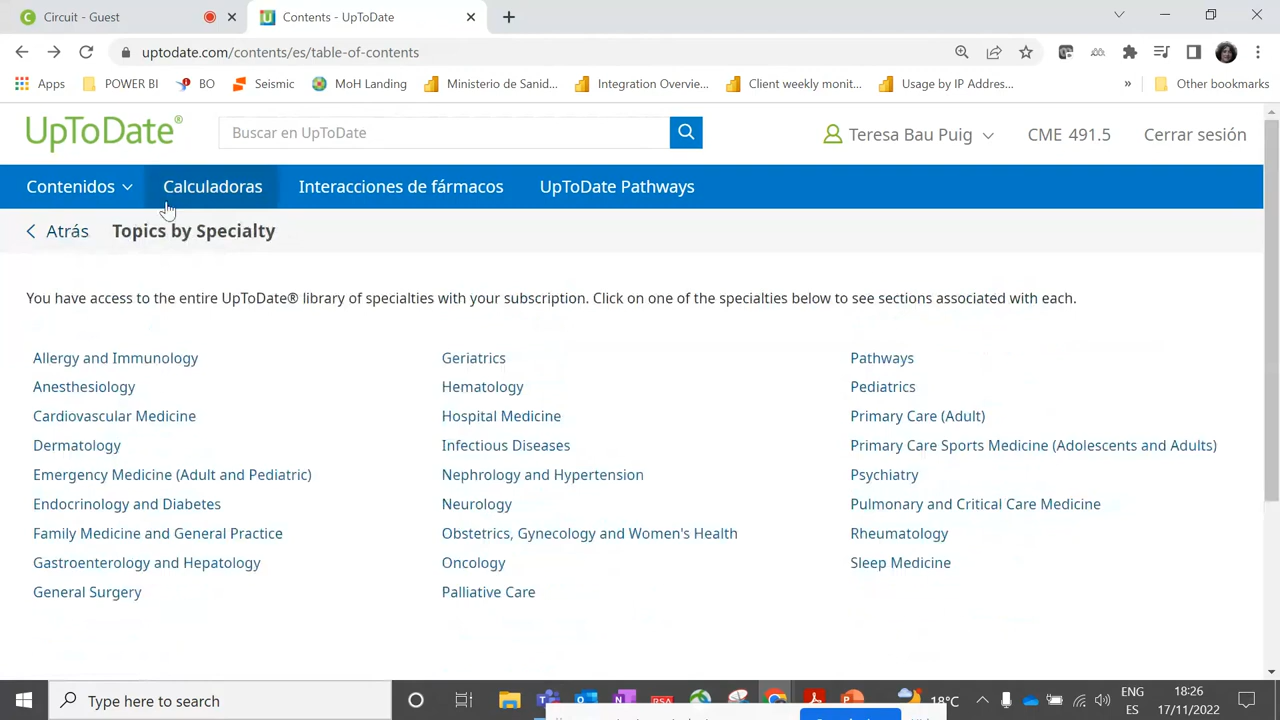 Circuit - Guest
Contents - UpToDate
uptodate.com/contents/es/table-of-contents
Apps
POWER BI
BO
Seismic
MoH Landing
Ministerio de Sanid...
Integration Overvie...
Client weekly monit...
Usage by IP Addres...
»
Other bookmarks
UpToDate®
Buscar en UpToDate
Teresa Bau Puig
CME 491.5
Cerrar sesión
Contenidos
Calculadoras
Interacciones de fármacos
UpToDate Pathways
Atrás
Topics by Specialty
You have access to the entire UpToDate® library of specialties with your subscription. Click on one of the specialties below to see sections associated with each.
Allergy and Immunology
Anesthesiology
Cardiovascular Medicine
Dermatology
Emergency Medicine (Adult and Pediatric)
Endocrinology and Diabetes
Family Medicine and General Practice
Gastroenterology and Hepatology
General Surgery
Geriatrics
Hematology
Hospital Medicine
Infectious Diseases
Nephrology and Hypertension
Neurology
Obstetrics, Gynecology and Women's Health
Oncology
Palliative Care
Pathways
Pediatrics
Primary Care (Adult)
Primary Care Sports Medicine (Adolescents and Adults)
Psychiatry
Pulmonary and Critical Care Medicine
Rheumatology
Sleep Medicine
Type here to search
RSA
18°C
ENG
ES
18:26
17/11/2022